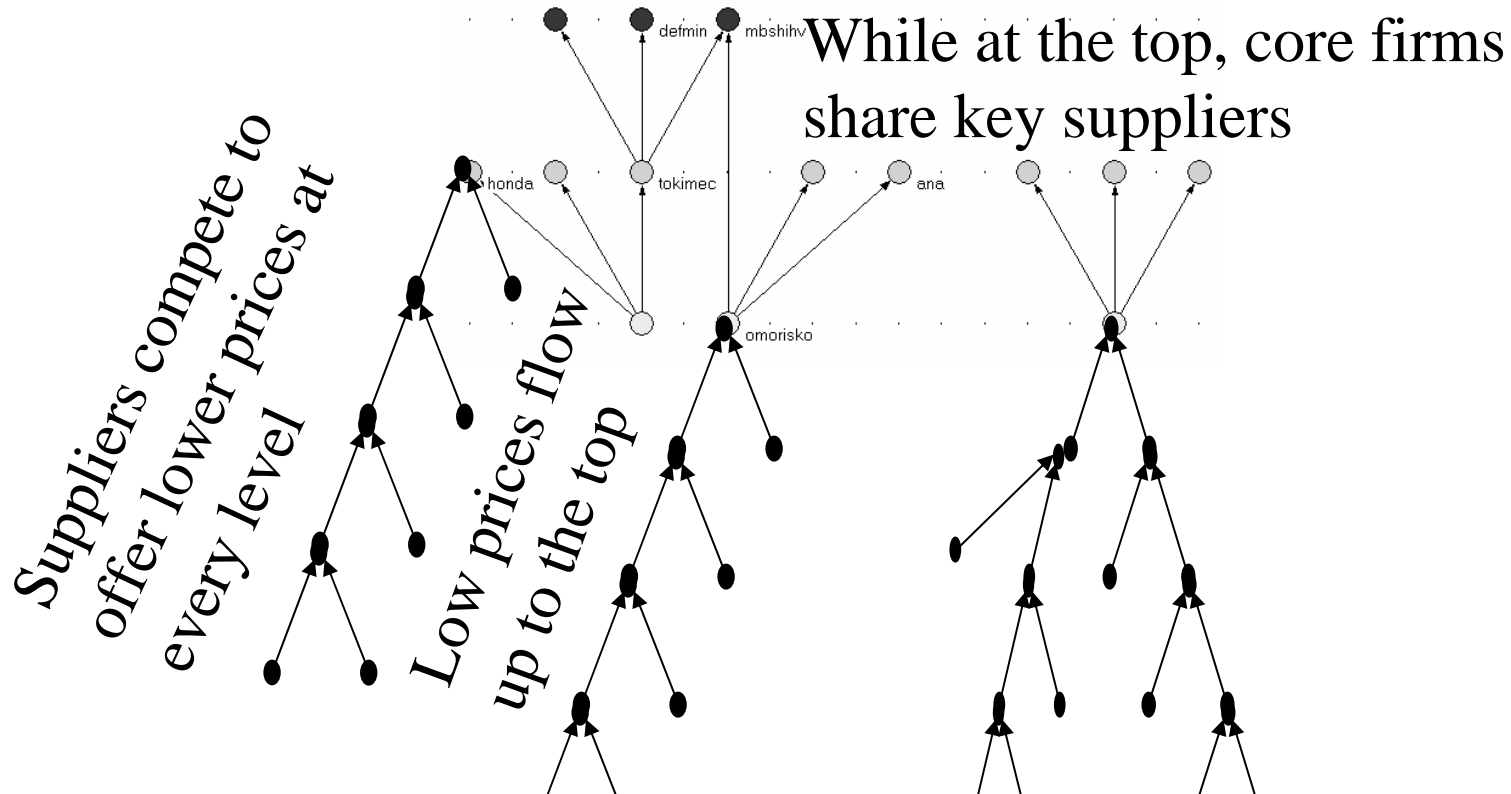 While at the top, core firms
share key suppliers
defmin
mbshihv
honda
tokimec
ana
omorisko
Suppliers compete to
offer lower prices at
every level
Low prices flow
up to the top